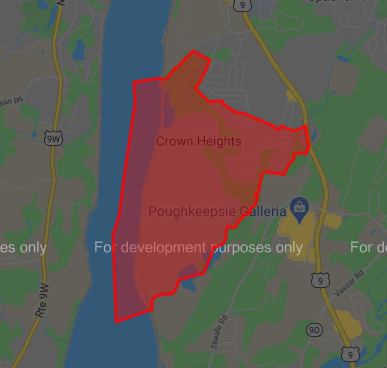 9
9W
Crown Heights
Poughkeepsie Galleria
es only
For development purposes only
For de
9
Vassar Rd
Rte 9W
Sheafe Rd
9D
9